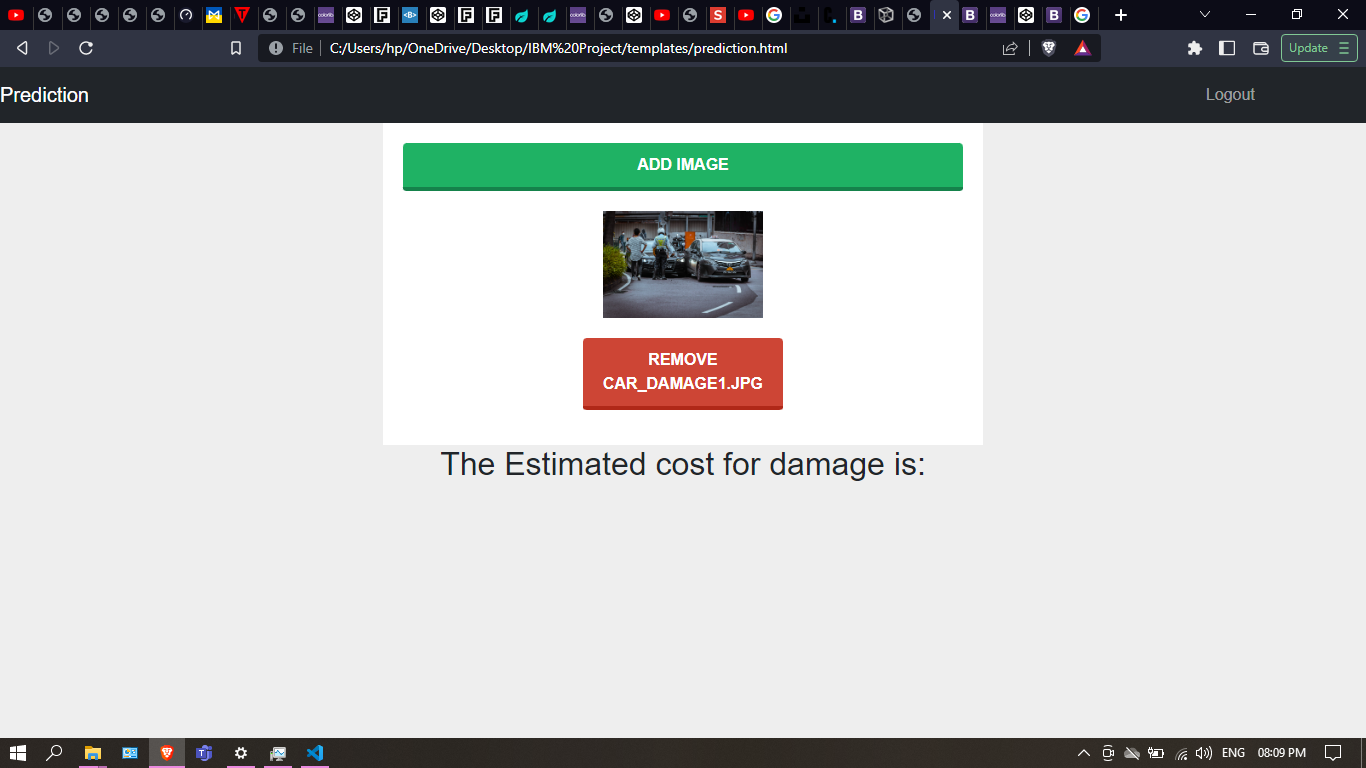 File
C:/Users/hp/OneDrive/Desktop/IBM%20Project/templates/prediction.html
Update
Prediction
Logout
ADD IMAGE
REMOVE
CAR_DAMAGE1.JPG
The Estimated cost for damage is:
ENG
08:09 PM